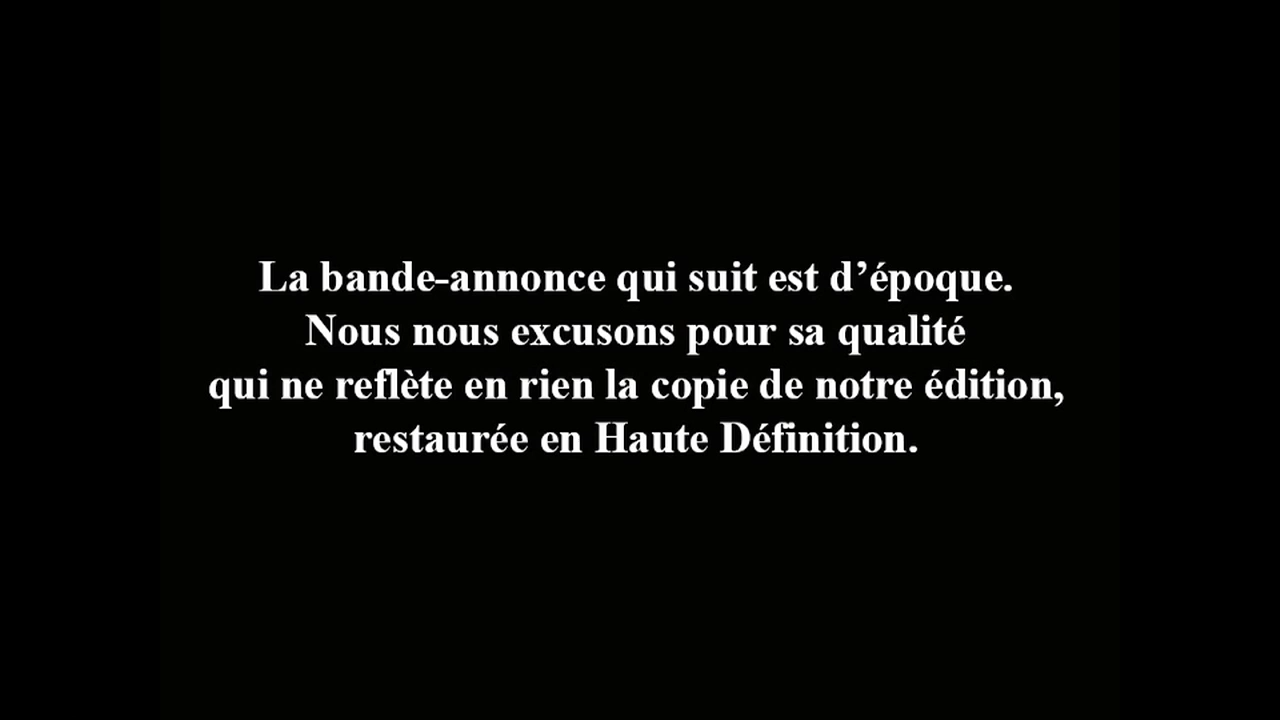 La bande-annonce qui suit est d’époque.
Nous nous excusons pour sa qualité
qui ne reflète en rien la copie de notre édition,
restaurée en Haute Définition.